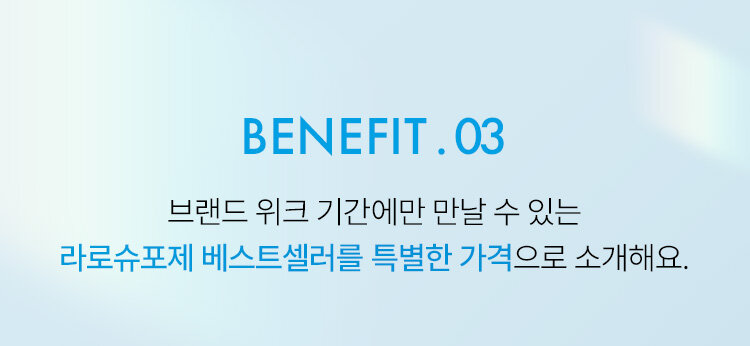 BENEFIT . 03
브랜드 위크 기간에만 만날 수 있는
라로슈포제 베스트셀러를 특별한 가격으로 소개해요.